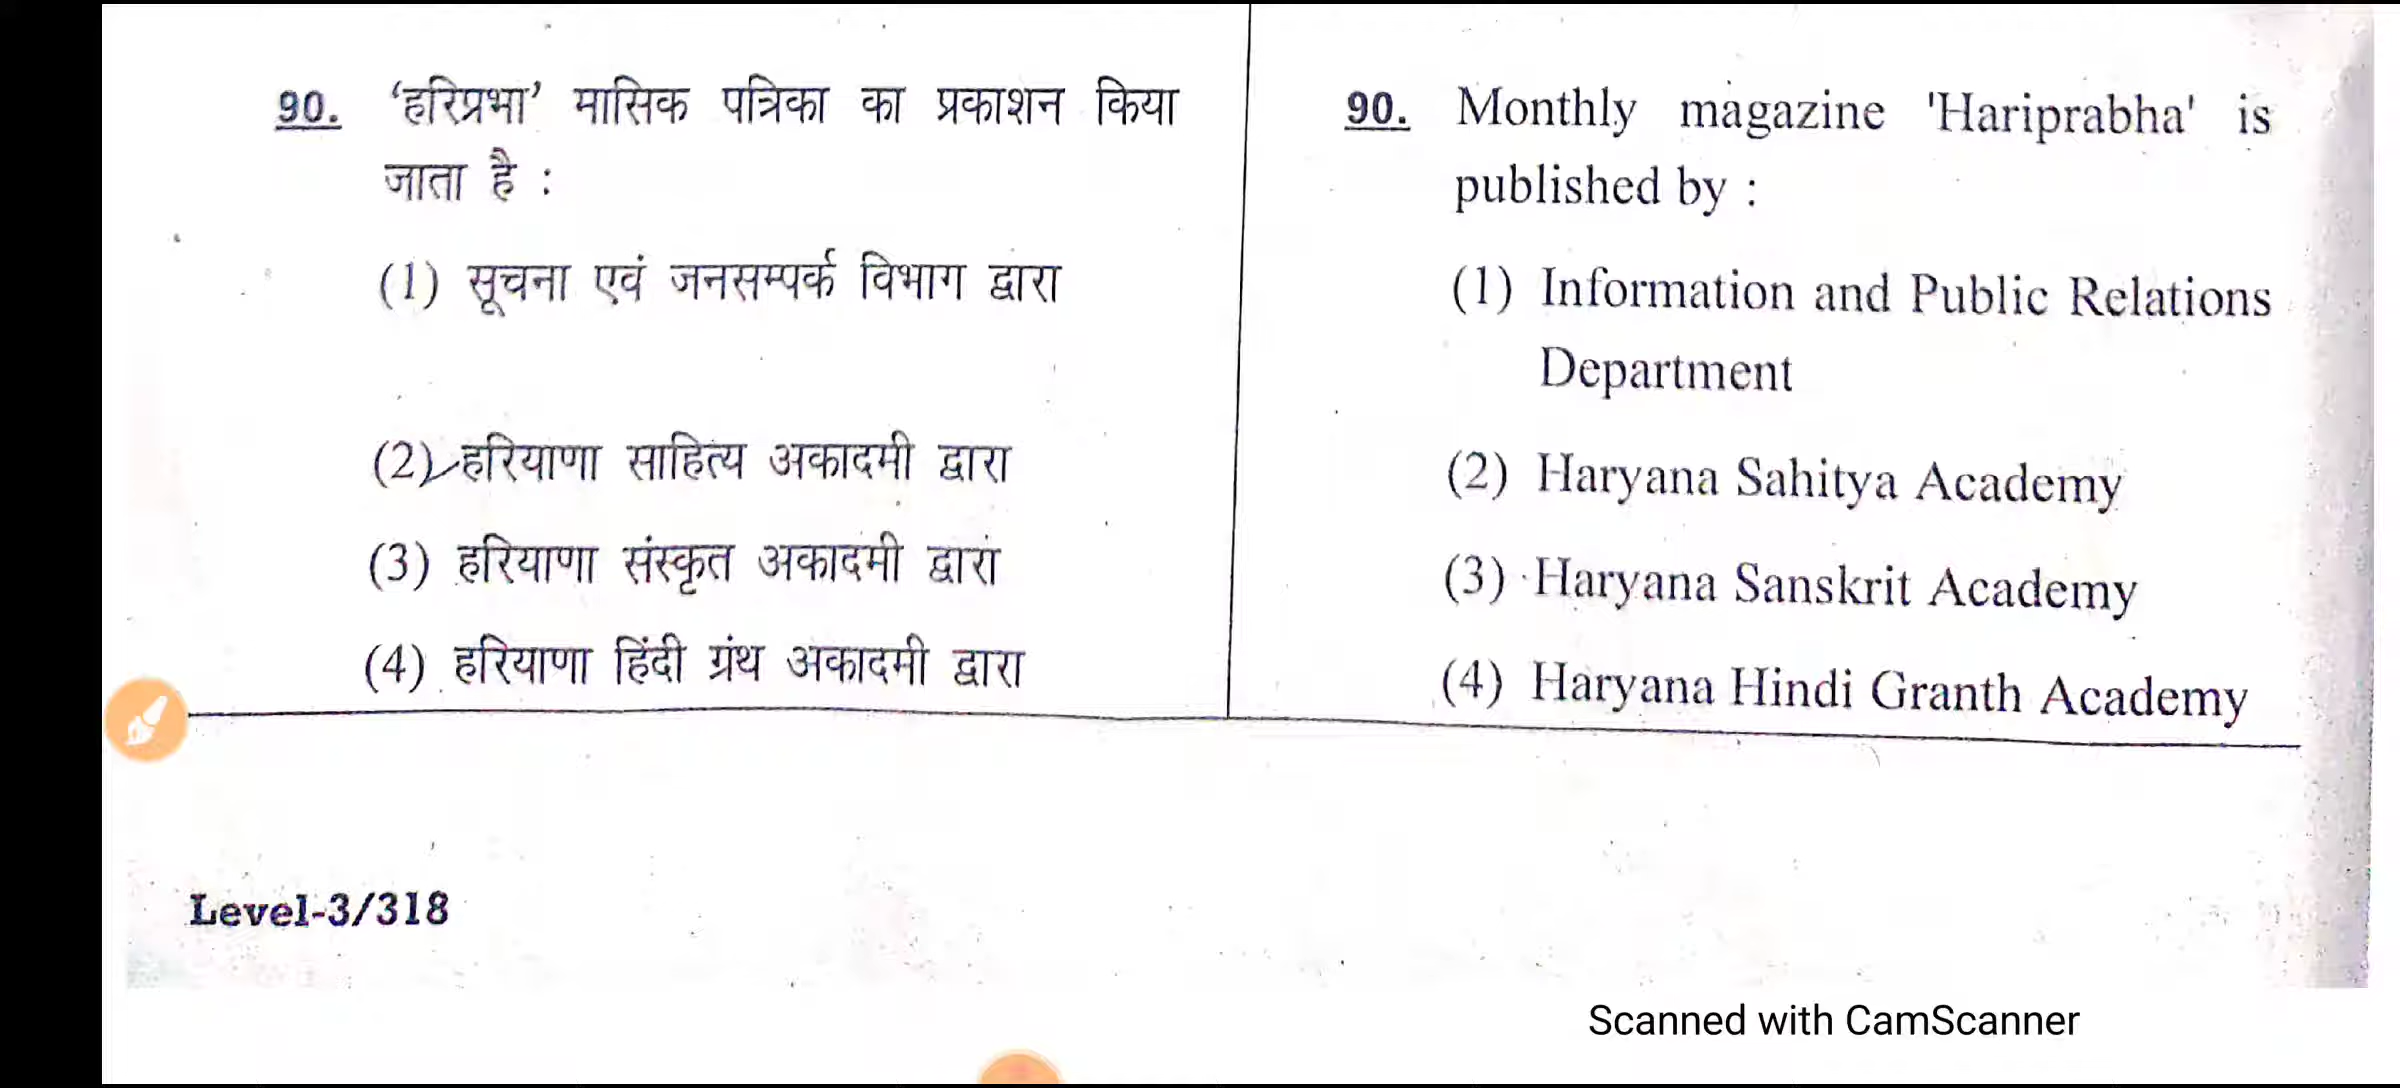 90. ‘हरिप्रभा’ मासिक पत्रिका का प्रकाशन किया
जाता है :
(1) सूचना एवं जनसम्पर्क विभाग द्वारा
(2) हरियाणा साहित्य अकादमी द्वारा
(3) हरियाणा संस्कृत अकादमी द्वारा
(4) हरियाणा हिंदी ग्रंथ अकादमी द्वारा
90. Monthly magazine 'Hariprabha' is
published by :
(1) Information and Public Relations
Department
(2) Haryana Sahitya Academy
(3) Haryana Sanskrit Academy
(4) Haryana Hindi Granth Academy
Level-3/318
Scanned with CamScanner